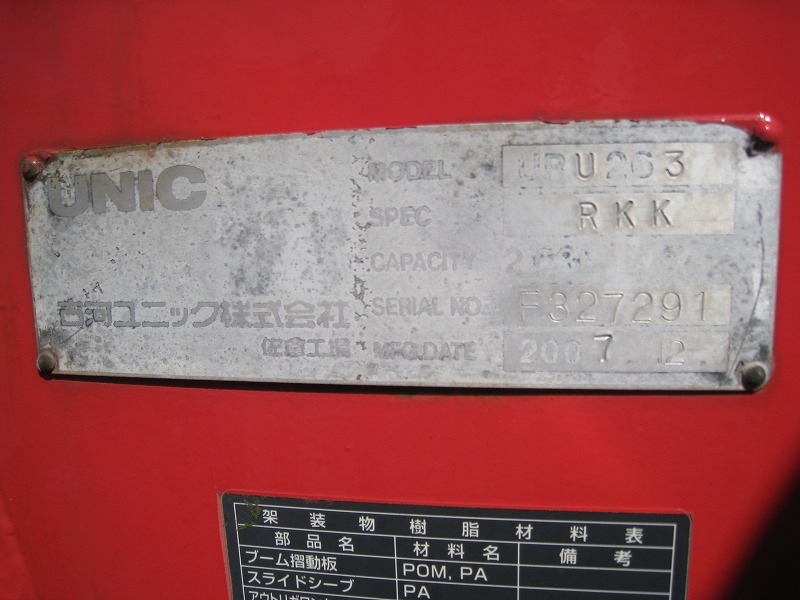 UNIC
MODEL URU263
SPEC RKK
CAPACITY
古河ユニック株式会社
SERIAL NO. F327291
佐倉工場 MFG.DATE 2007 12
架装物樹脂材料表
部品名 材料名 備考
ブーム摺動板 POM, PA
スライドシーブ PA